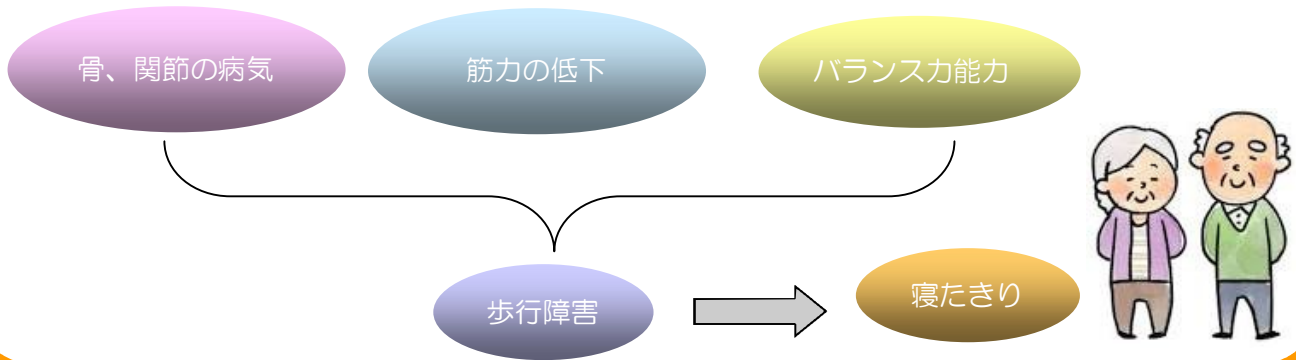 骨、関節の病気
筋力の低下
バランス力能力
歩行障害
寝たきり